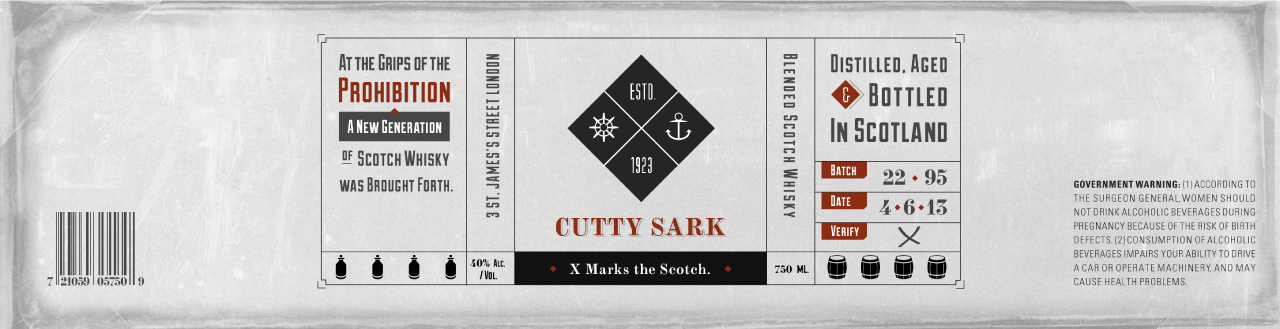 AT THE GRIPS OF THE
PROHIBITION
A NEW GENERATION
OF SCOTCH WHISKY
WAS BROUGHT FORTH.
3 ST. JAMES'S STREET LONDON
40% ALC.
/ VOL.
ESTD.
1923
CUTTY SARK
X Marks the Scotch.
BLENDED SCOTCH WHISKY
750 ML
DISTILLED, AGED
& BOTTLED
IN SCOTLAND
BATCH 22 • 95
DATE 4 • 6 • 13
VERIFY X
7 21059 05750 9
GOVERNMENT WARNING: (1) ACCORDING TO
THE SURGEON GENERAL, WOMEN SHOULD
NOT DRINK ALCOHOLIC BEVERAGES DURING
PREGNANCY BECAUSE OF THE RISK OF BIRTH
DEFECTS. (2) CONSUMPTION OF ALCOHOLIC
BEVERAGES IMPAIRS YOUR ABILITY TO DRIVE
A CAR OR OPERATE MACHINERY, AND MAY
CAUSE HEALTH PROBLEMS.